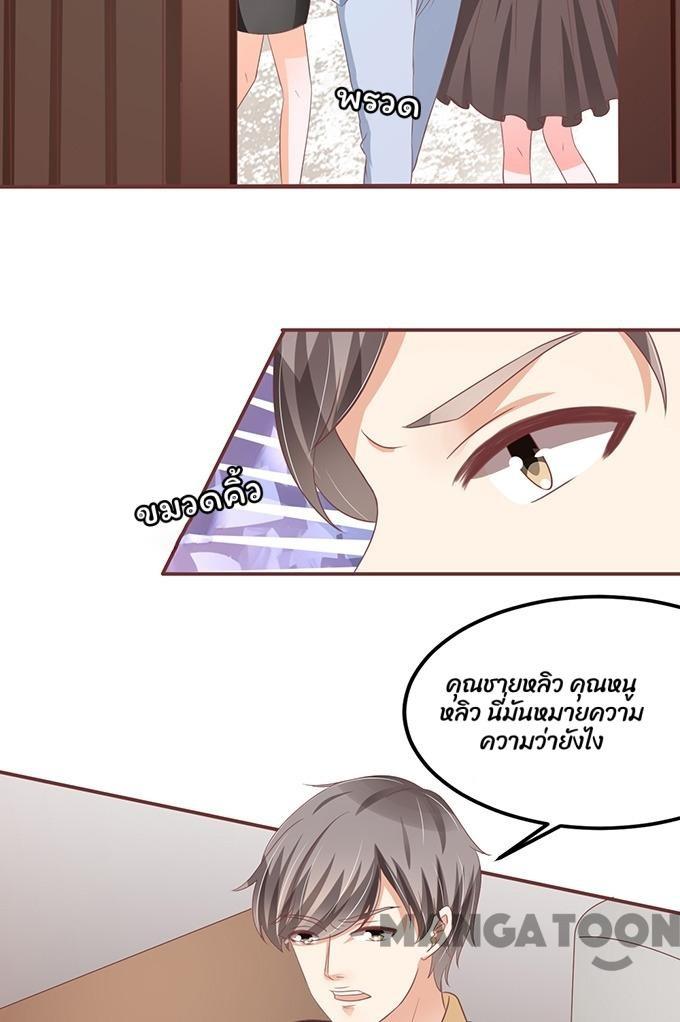 พรวด
ขมวดคิ้ว
คุณชายหลิว คุณหนู
หลิว นี่มันหมายความ
ความว่ายังไง
MANGATOON